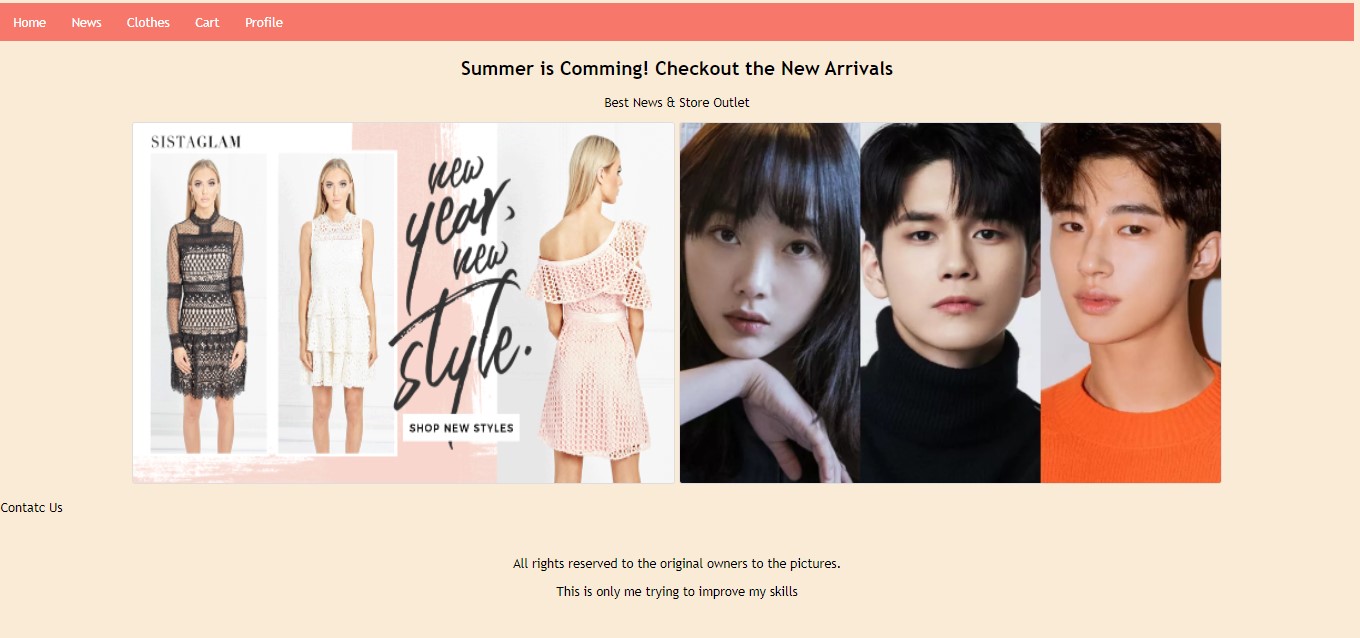 Home News Clothes Cart Profile
Summer is Comming! Checkout the New Arrivals
Best News & Store Outlet
SISTAGLAM
new
year,
new
style.
SHOP NEW STYLES
Contatc Us
All rights reserved to the original owners to the pictures.
This is only me trying to improve my skills